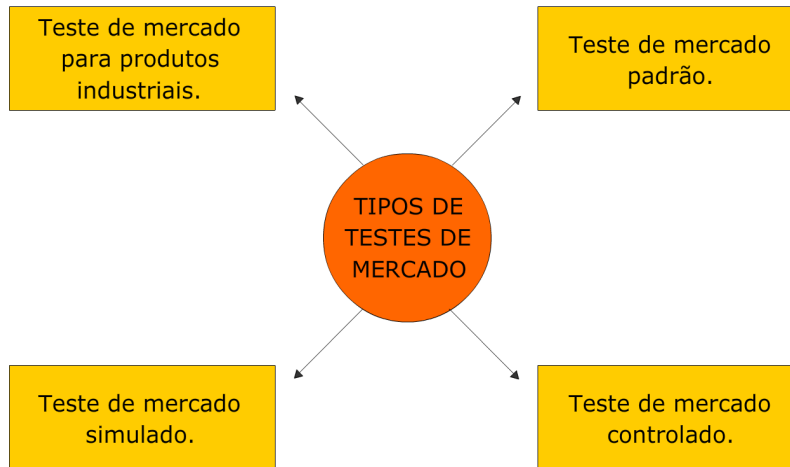 Teste de mercado
para produtos
industriais.
Teste de mercado
padrão.
TIPOS DE
TESTES DE
MERCADO
Teste de mercado
simulado.
Teste de mercado
controlado.